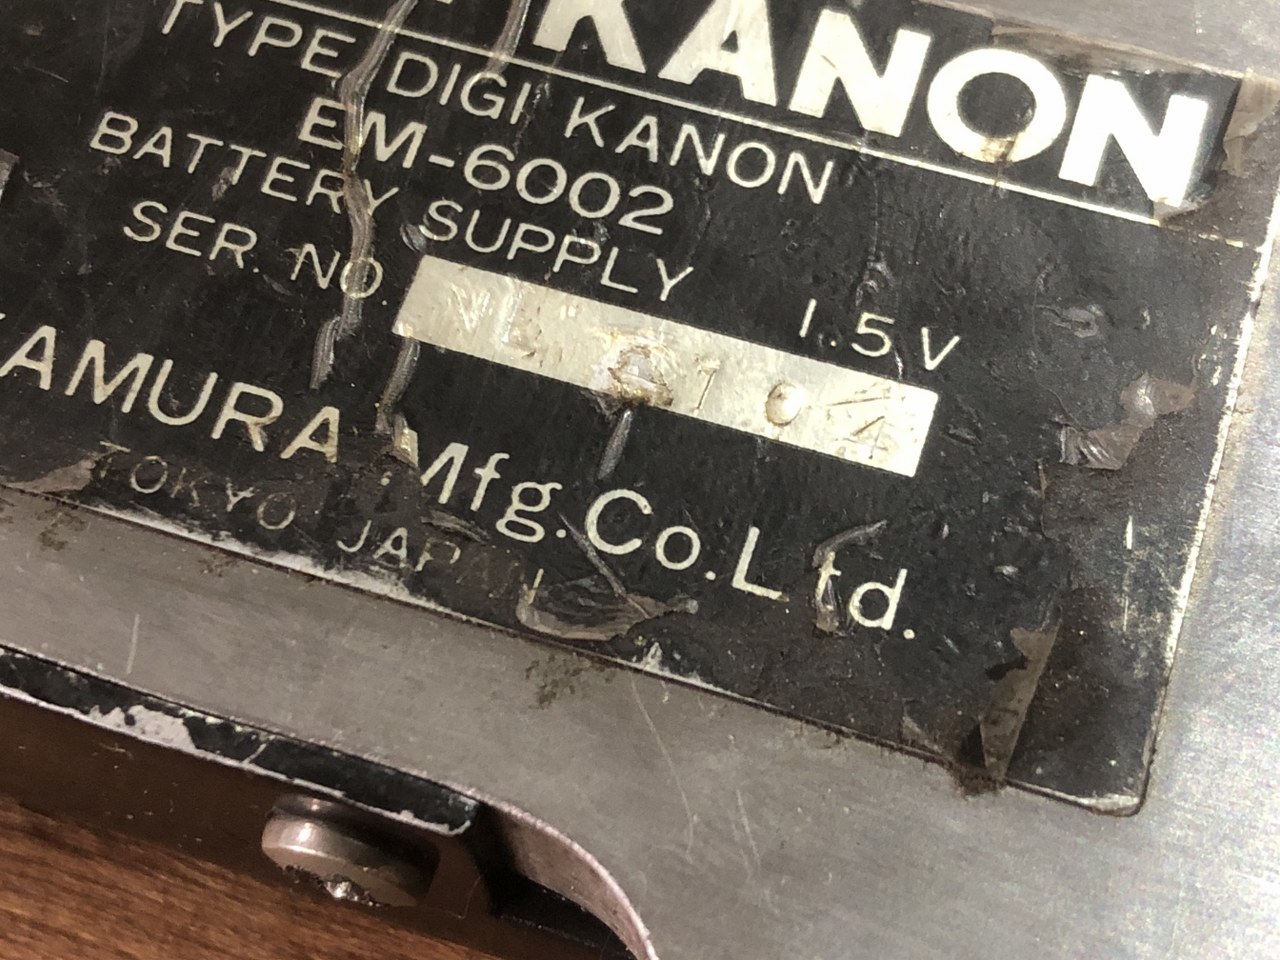 KANON
TYPE DIGI KANON
EM-6002
BATTERY SUPPLY 1.5V
SER. NO.
AMURA Mfg.Co.Ltd.
TOKYO JAPAN